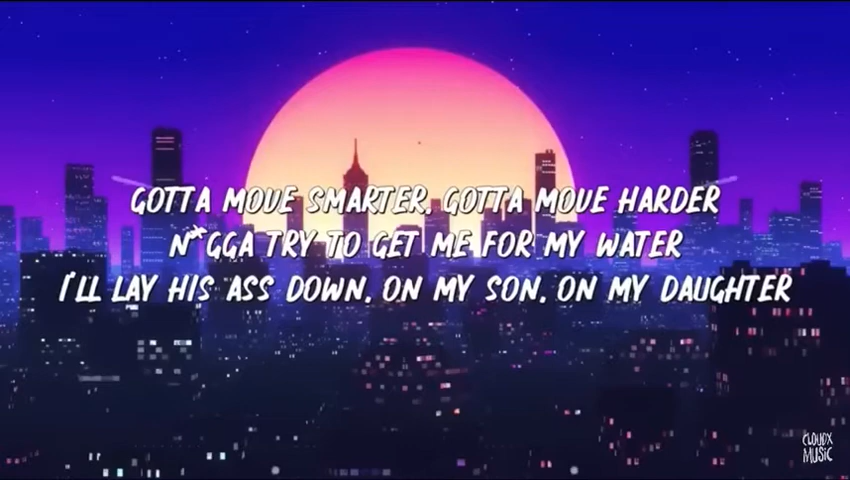 GOTTA MOVE SMARTER, GOTTA MOVE HARDER
N*GGA TRY TO GET ME FOR MY WATER
I'LL LAY HIS ASS DOWN, ON MY SON, ON MY DAUGHTER
CLOUDX
MUSIC